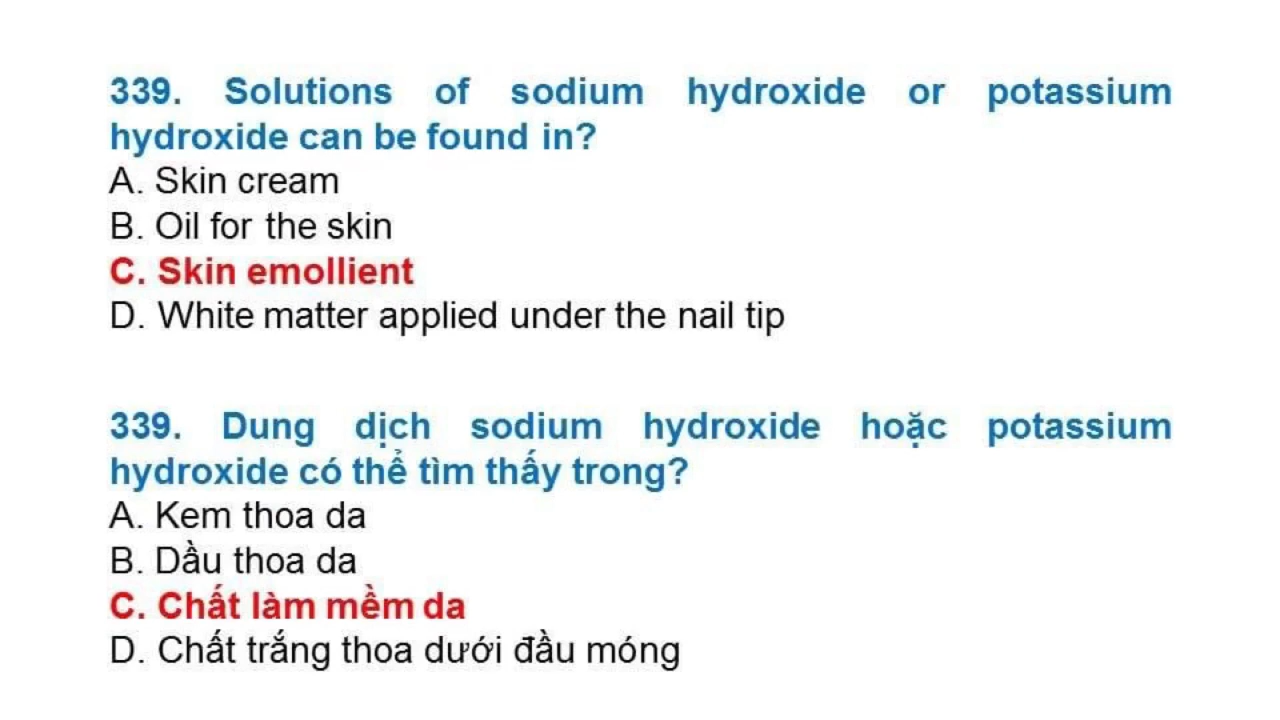 339. Solutions of sodium hydroxide or potassium
hydroxide can be found in?
A. Skin cream
B. Oil for the skin
C. Skin emollient
D. White matter applied under the nail tip
339. Dung dịch sodium hydroxide hoặc potassium
hydroxide có thể tìm thấy trong?
A. Kem thoa da
B. Dầu thoa da
C. Chất làm mềm da
D. Chất trắng thoa dưới đầu móng